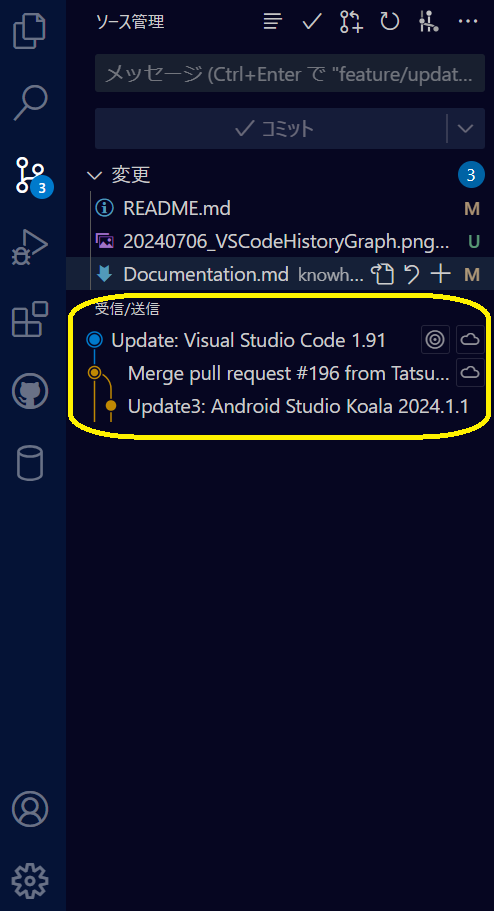 ソース管理
メッセージ (Ctrl+Enter で "feature/updat...
コミット
変更 3
README.md M
20240706_VSCodeHistoryGraph.png... U
Documentation.md knowh... M
受信/送信
Update: Visual Studio Code 1.91
Merge pull request #196 from Tatsu...
Update3: Android Studio Koala 2024.1.1
3